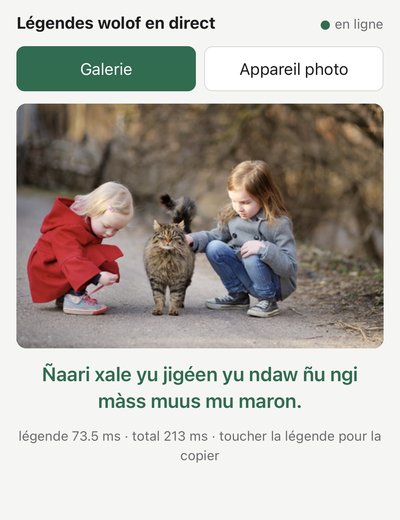 Légendes wolof en direct
en ligne
Galerie
Appareil photo
Ñaari xale yu jigéen yu ndaw ñu ngi
màss muus mu maron.
légende 73.5 ms · total 213 ms · toucher la légende pour la
copier